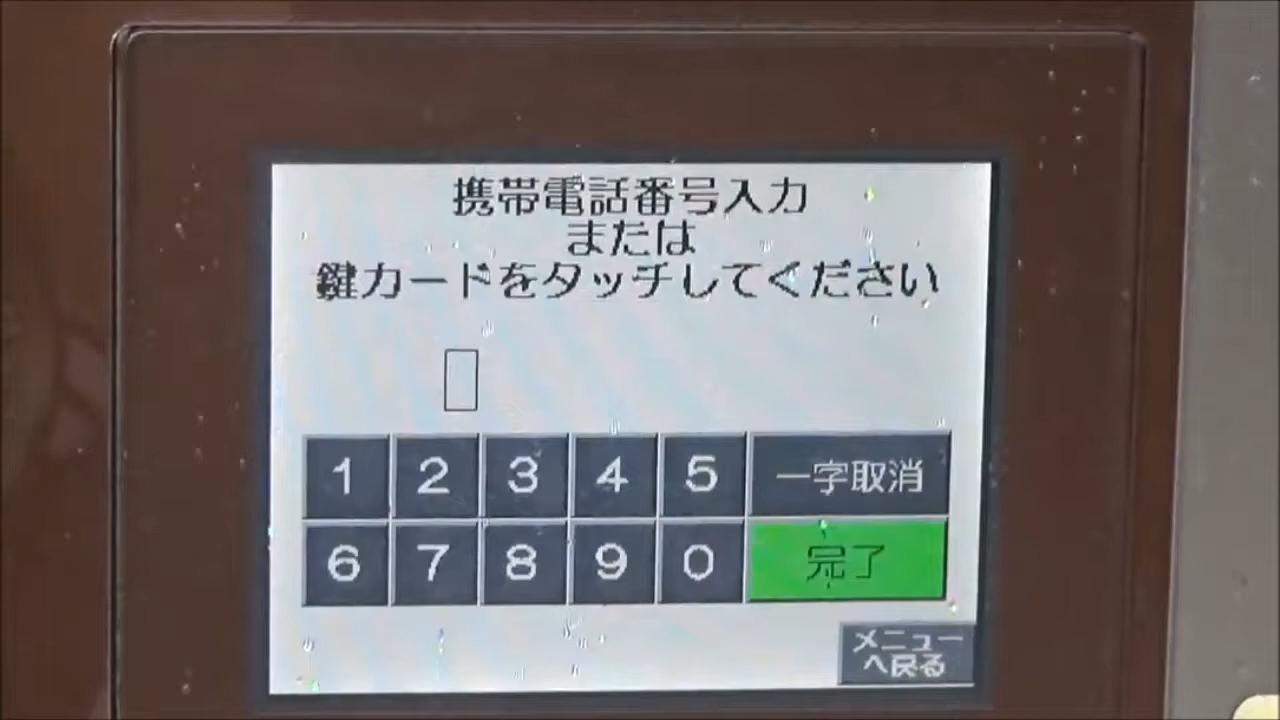 携帯電話番号入力
または
鍵カードをタッチしてください
1 2 3 4 5 一字取消
6 7 8 9 0 完了
メニュー
へ戻る